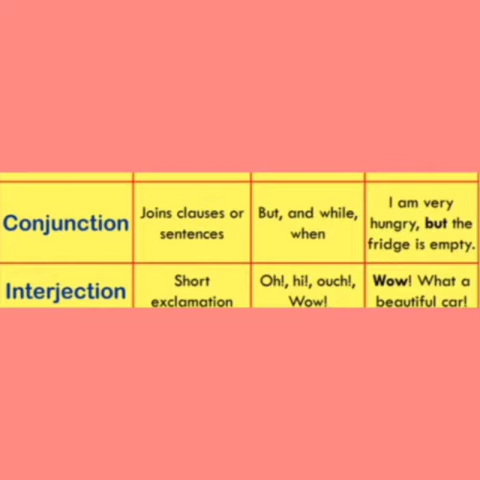 Conjunction
Joins clauses or
sentences
But, and while,
when
I am very
hungry, but the
fridge is empty.
Interjection
Short
exclamation
Oh!, hi!, ouch!,
Wow!
Wow! What a
beautiful car!